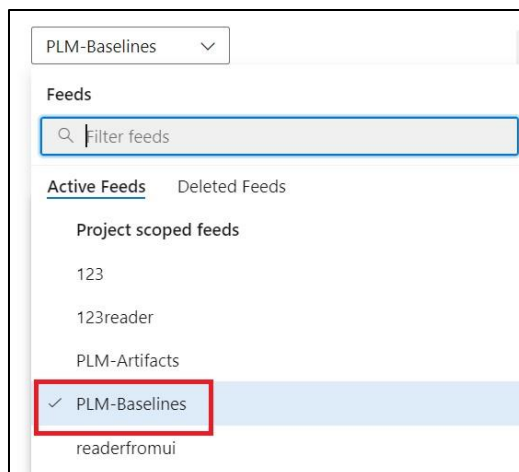 PLM-Baselines
Feeds
Filter feeds
Active Feeds Deleted Feeds
Project scoped feeds
123
123reader
PLM-Artifacts
PLM-Baselines
readerfromui